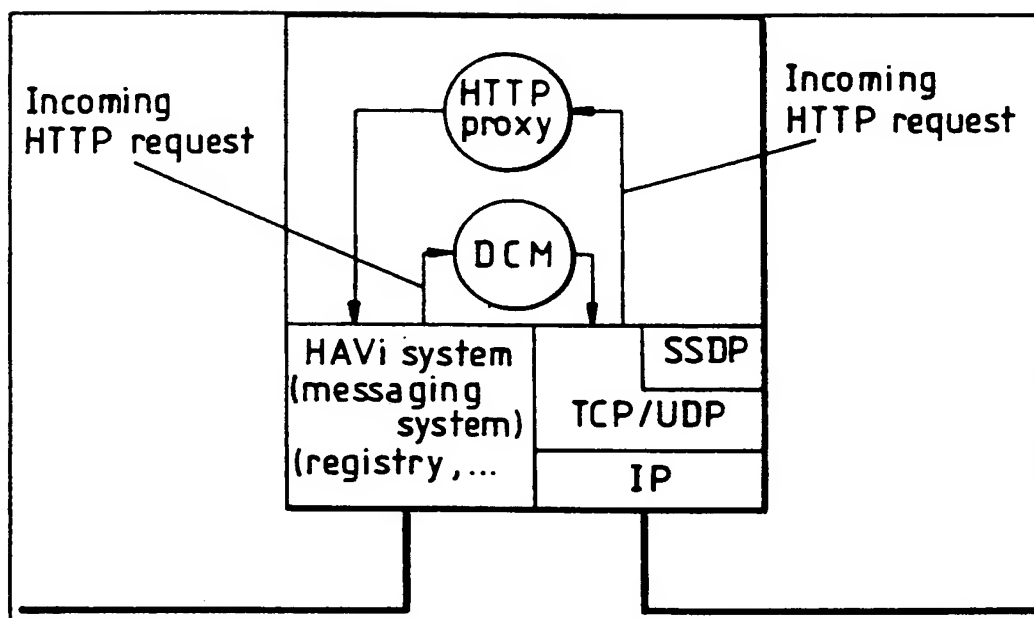 Incoming
HTTP request
HTTP
proxy
Incoming
HTTP request
DCM
HAVi system
(messaging
system)
(registry,...
SSDP
TCP/UDP
IP